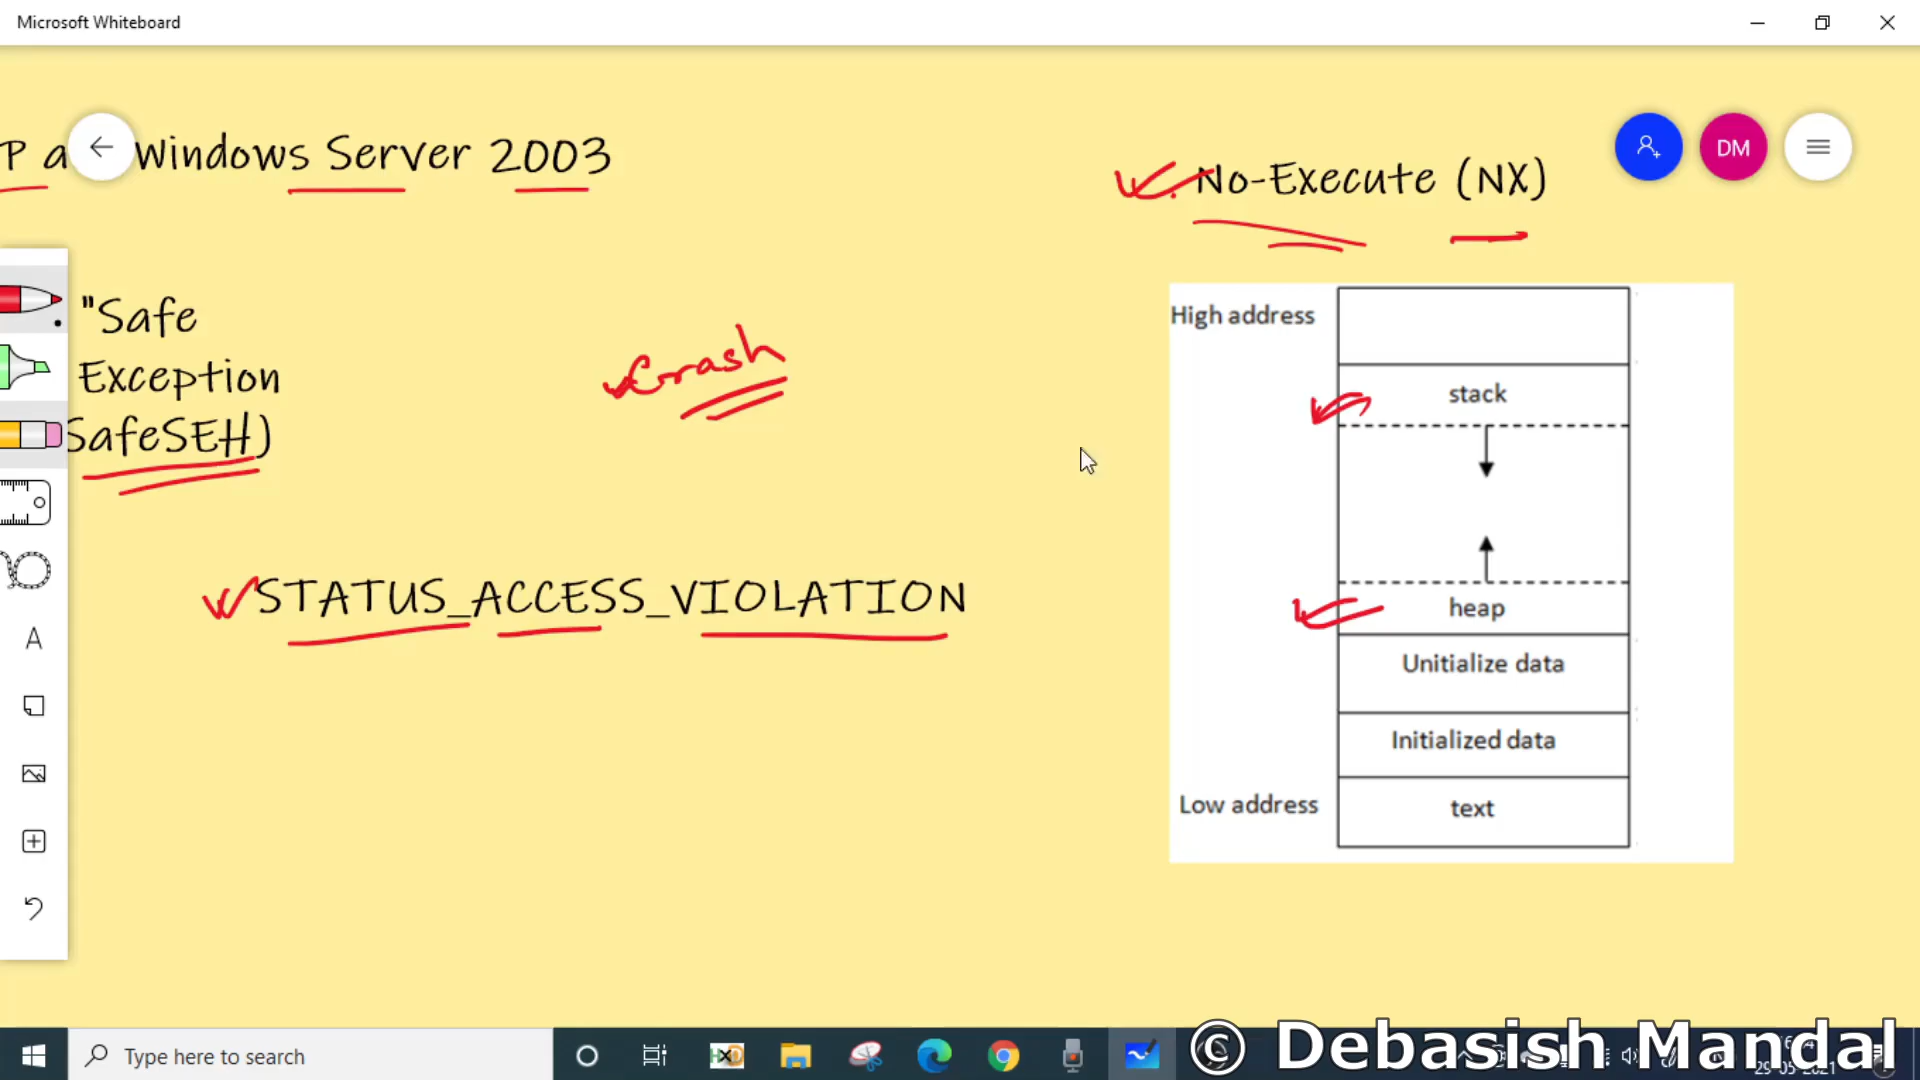 Microsoft Whiteboard
P a Windows Server 2003
No-Execute (NX)
DM
"Safe
Exception
SafeSEH)
Crash
STATUS_ACCESS_VIOLATION
High address
stack
heap
Unitialize data
Initialized data
Low address
text
A
Type here to search
© Debasish Mandal